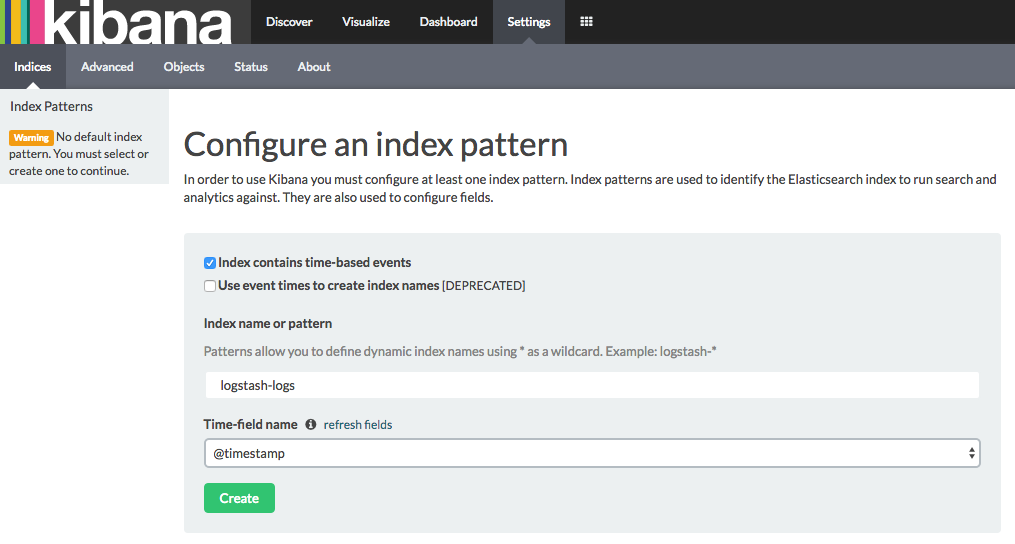 kibana
Discover Visualize Dashboard Settings
Indices Advanced Objects Status About
Index Patterns
Warning No default index
pattern. You must select or
create one to continue.
Configure an index pattern
In order to use Kibana you must configure at least one index pattern. Index patterns are used to identify the Elasticsearch index to run search and
analytics against. They are also used to configure fields.
Index contains time-based events
Use event times to create index names [DEPRECATED]
Index name or pattern
Patterns allow you to define dynamic index names using * as a wildcard. Example: logstash-*
logstash-logs
Time-field name refresh fields
@timestamp
Create